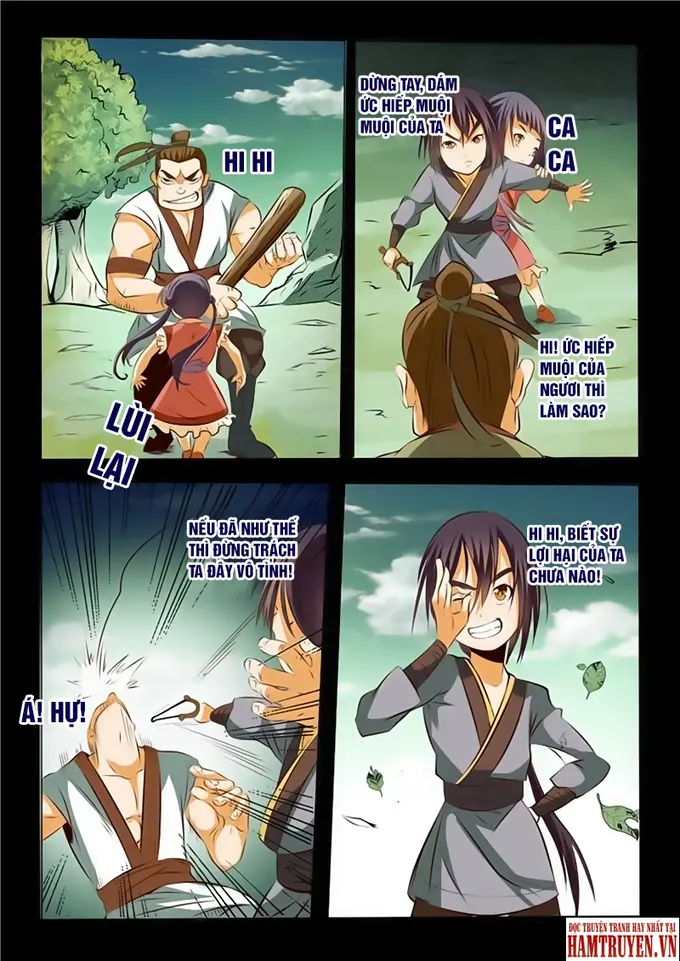 HI HI
LÙI
LẠI
DỪNG TAY, DÁM
ỨC HIẾP MUỘI
MUỘI CỦA TA
CA
CA
HI! ỨC HIẾP
MUỘI CỦA
NGƯƠI THÌ
LÀM SAO?
NẾU ĐÃ NHƯ THẾ
THÌ ĐỪNG TRÁCH
TA ĐÂY VÔ TÌNH!
Á! HỰ!
HI HI, BIẾT SỰ
LỢI HẠI CỦA TA
CHƯA NÀO!
ĐỌC TRUYỆN TRANH HAY NHẤT TẠI
HAMTRUYEN.VN